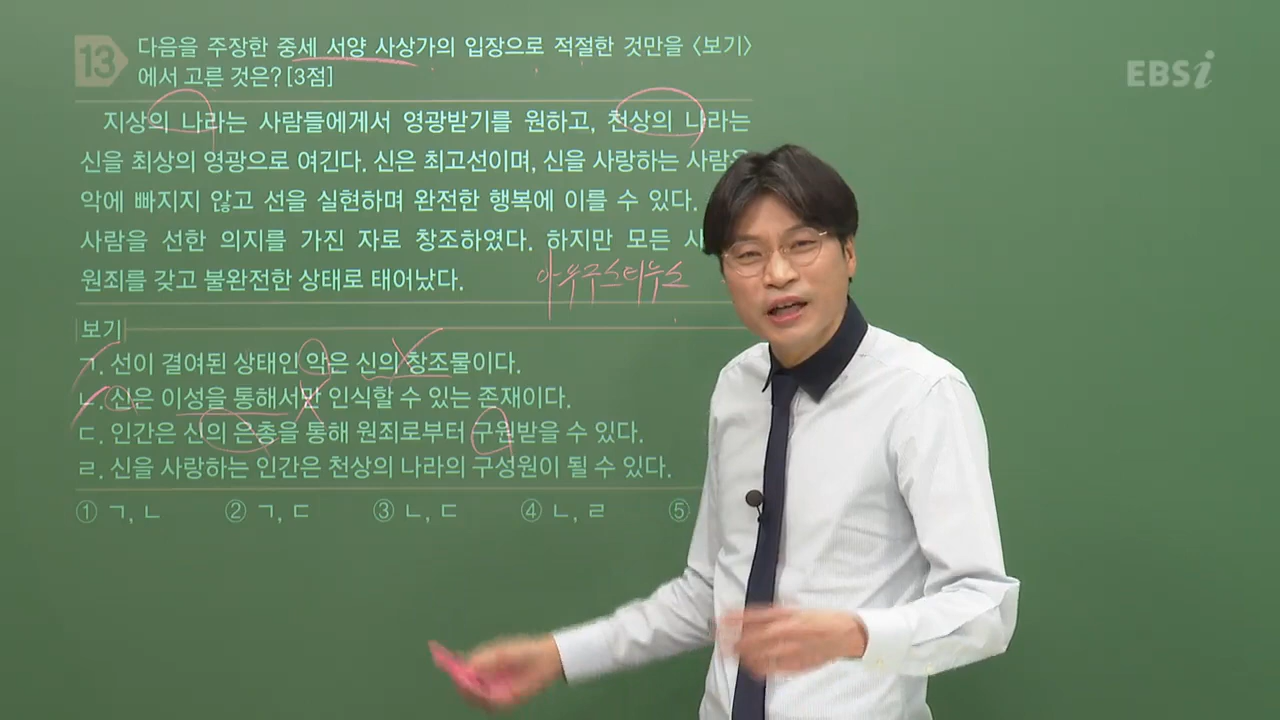 13 다음을 주장한 중세 서양 사상가의 입장으로 적절한 것만을 <보기>
에서 고른 것은? [3점]
EBSi
지상의 나라는 사람들에게서 영광받기를 원하고, 천상의 나라는
신을 최상의 영광으로 여긴다. 신은 최고선이며, 신을 사랑하는 사람은
악에 빠지지 않고 선을 실현하며 완전한 행복에 이를 수 있다.
사람을 선한 의지를 가진 자로 창조하였다. 하지만 모든
원죄를 갖고 불완전한 상태로 태어났다.
아우구스티누스
보기
ㄱ. 선이 결여된 상태인 악은 신의 창조물이다.
ㄴ. 신은 이성을 통해서만 인식할 수 있는 존재이다.
ㄷ. 인간은 신의 은총을 통해 원죄로부터 구원받을 수 있다.
ㄹ. 신을 사랑하는 인간은 천상의 나라의 구성원이 될 수 있다.
① ㄱ, ㄴ ② ㄱ, ㄷ ③ ㄴ, ㄷ ④ ㄴ, ㄹ ⑤